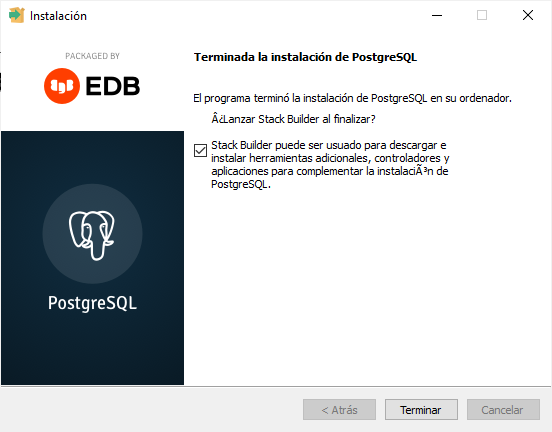 Instalación
PACKAGED BY
EDB
PostgreSQL
Terminada la instalación de PostgreSQL
El programa terminó la instalación de PostgreSQL en su ordenador.
Â¿Lanzar Stack Builder al finalizar?
Stack Builder puede ser usado para descargar e
instalar herramientas adicionales, controladores y
aplicaciones para complementar la instalaciÃ³n de
PostgreSQL.
< Atrás
Terminar
Cancelar